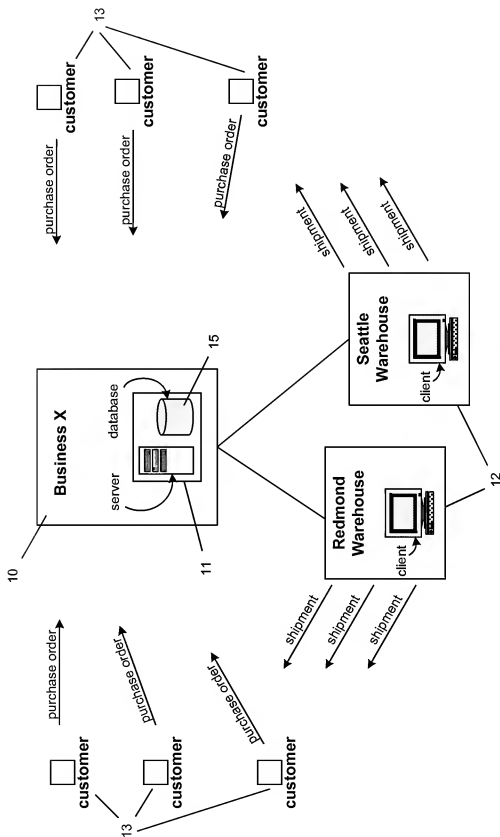 10
Business X
server
database
11
15
purchase order
purchase order
purchase order
customer
customer
customer
13
purchase order
purchase order
purchase order
customer
customer
customer
13
Redmond
Warehouse
client
Seattle
Warehouse
client
12
shipment
shipment
shipment
shipment
shipment
shipment